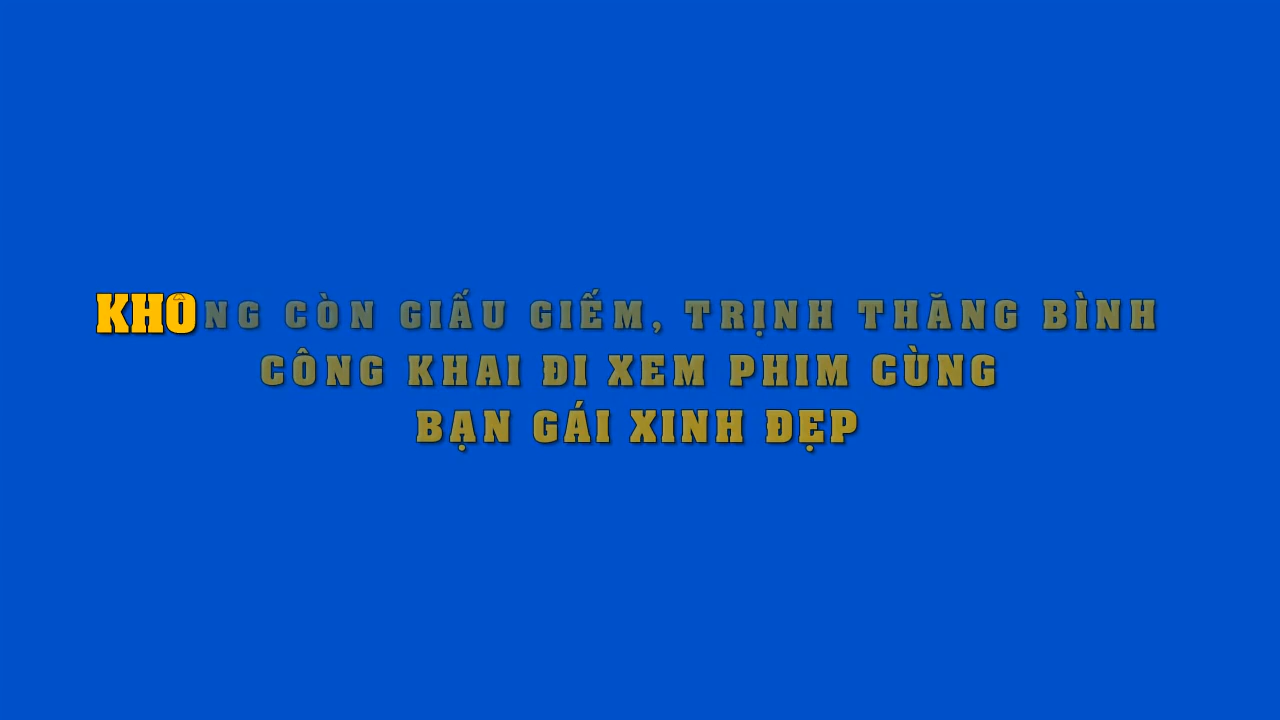 KHÔNG CÒN GIẤU GIẾM, TRỊNH THĂNG BÌNH
CÔNG KHAI ĐI XEM PHIM CÙNG
BẠN GÁI XINH ĐẸP